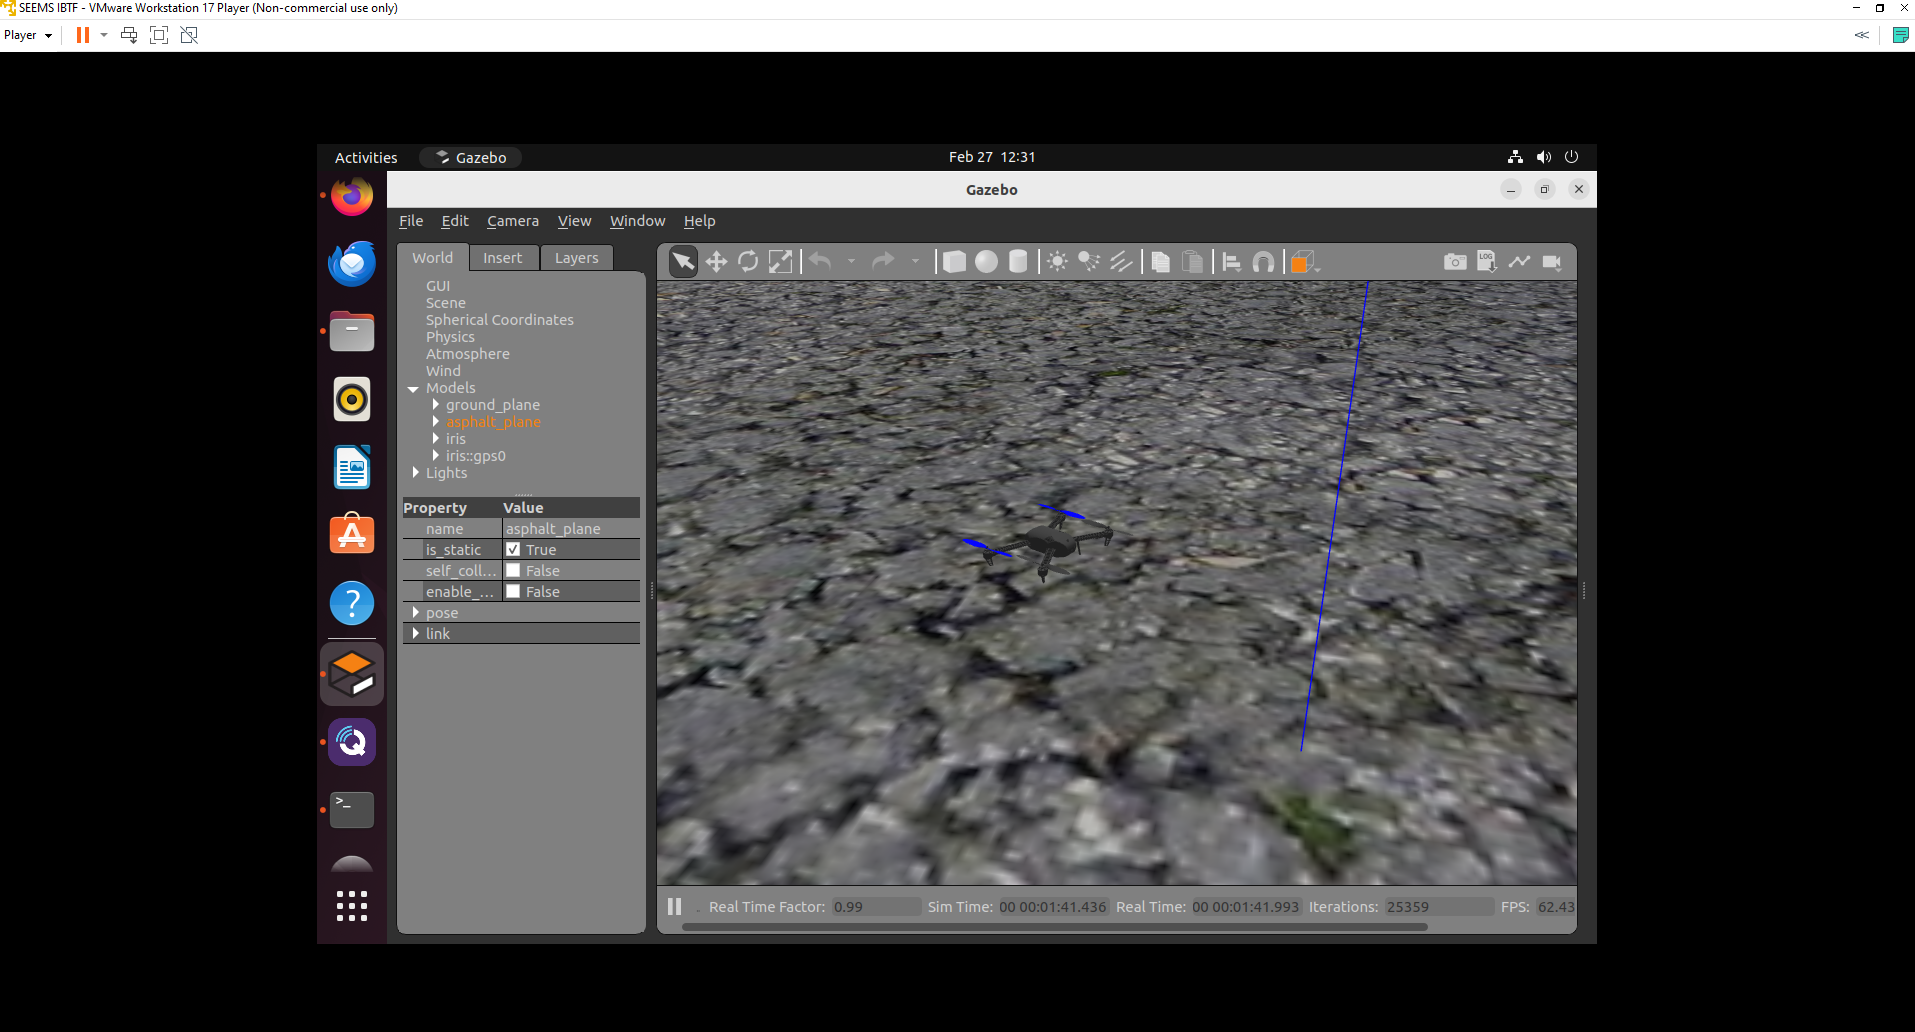 SEEMS IBTF - VMware Workstation 17 Player (Non-commercial use only)
Player
Activities Gazebo Feb 27 12:31
Gazebo
File Edit Camera View Window Help
World Insert Layers
GUI
Scene
Spherical Coordinates
Physics
Atmosphere
Wind
Models
ground_plane
asphalt_plane
iris
iris::gps0
Lights
Property Value
name asphalt_plane
is_static True
self_coll... False
enable_... False
pose
link
LOG
>_
Real Time Factor: 0.99 Sim Time: 00 00:01:41.436 Real Time: 00 00:01:41.993 Iterations: 25359 FPS: 62.43